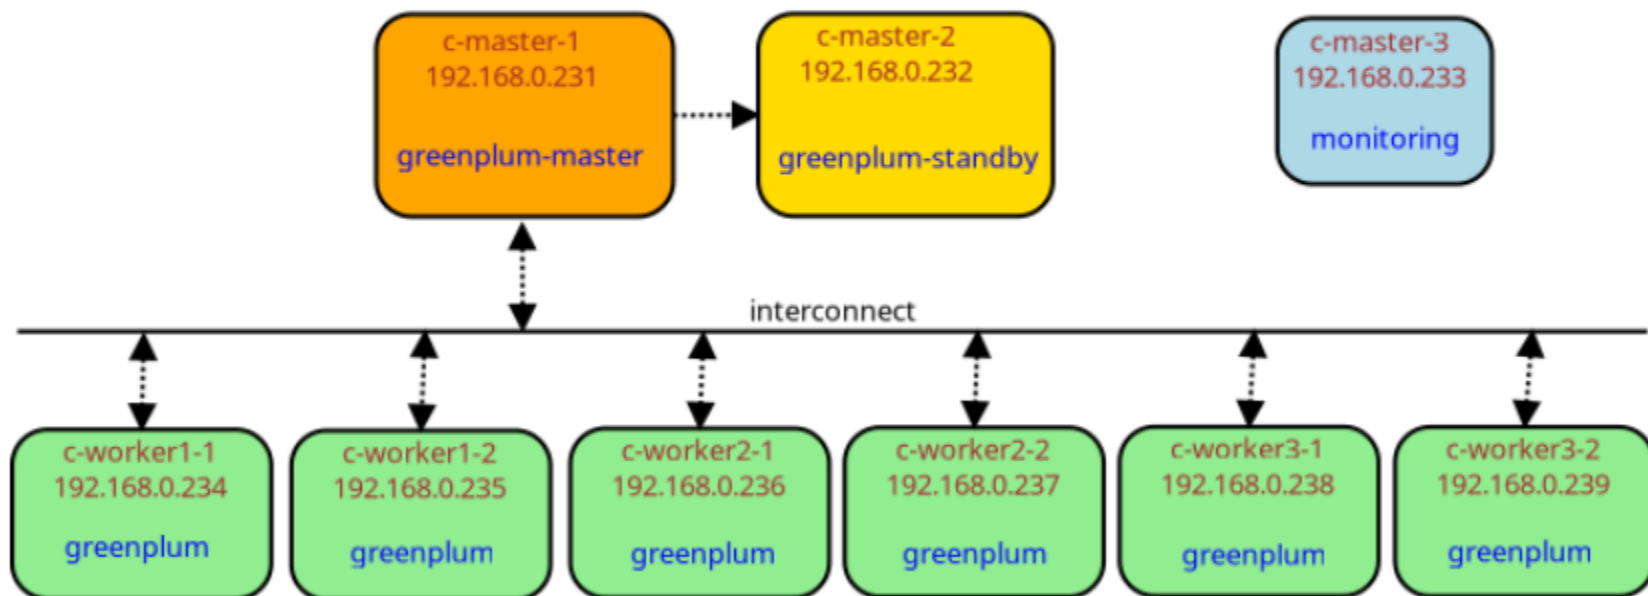 c-master-1
192.168.0.231
greenplum-master
c-master-2
192.168.0.232
greenplum-standby
c-master-3
192.168.0.233
monitoring
interconnect
c-worker1-1
192.168.0.234
greenplum
c-worker1-2
192.168.0.235
greenplum
c-worker2-1
192.168.0.236
greenplum
c-worker2-2
192.168.0.237
greenplum
c-worker3-1
192.168.0.238
greenplum
c-worker3-2
192.168.0.239
greenplum